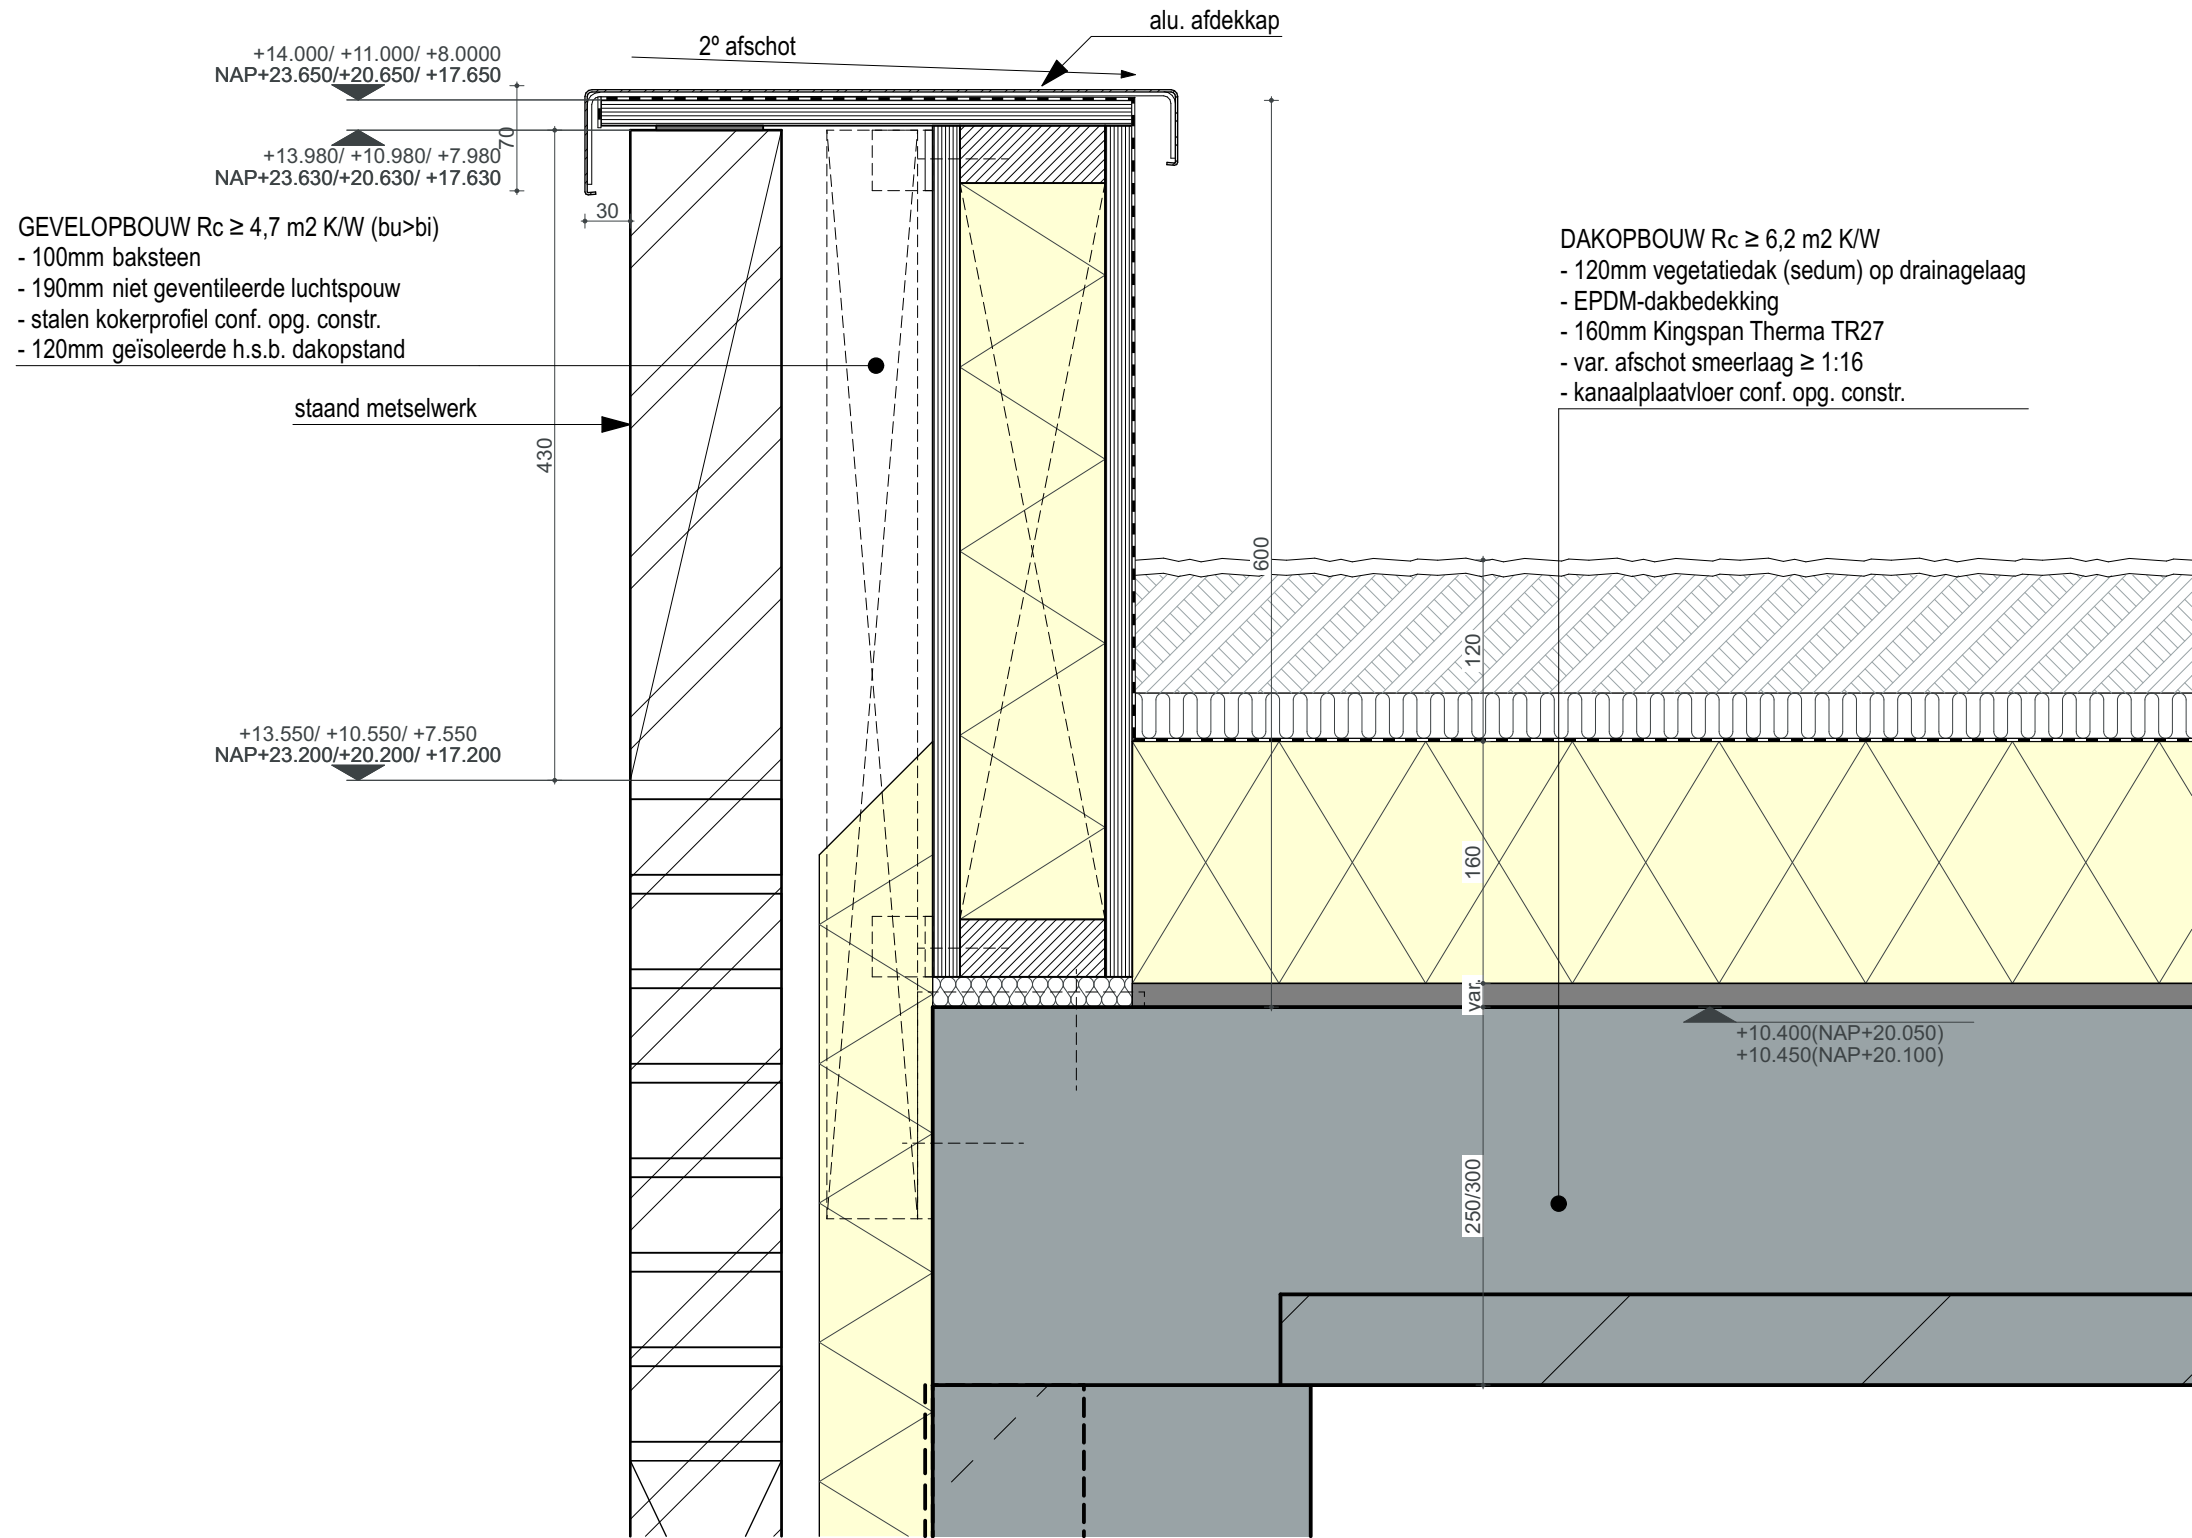 alu. afdekkap
2º afschot
+14.000/ +11.000/ +8.0000
NAP+23.650/+20.650/ +17.650
70
+13.980/ +10.980/ +7.980
NAP+23.630/+20.630/ +17.630
30
GEVELOPBOUW Rc ≥ 4,7 m2 K/W (bu>bi)
- 100mm baksteen
- 190mm niet geventileerde luchtspouw
- stalen kokerprofiel conf. opg. constr.
- 120mm geïsoleerde h.s.b. dakopstand
staand metselwerk
430
DAKOPBOUW Rc ≥ 6,2 m2 K/W
- 120mm vegetatiedak (sedum) op drainagelaag
- EPDM-dakbedekking
- 160mm Kingspan Therma TR27
- var. afschot smeerlaag ≥ 1:16
- kanaalplaatvloer conf. opg. constr.
600
120
+13.550/ +10.550/ +7.550
NAP+23.200/+20.200/ +17.200
160
var.
+10.400(NAP+20.050)
+10.450(NAP+20.100)
250/300